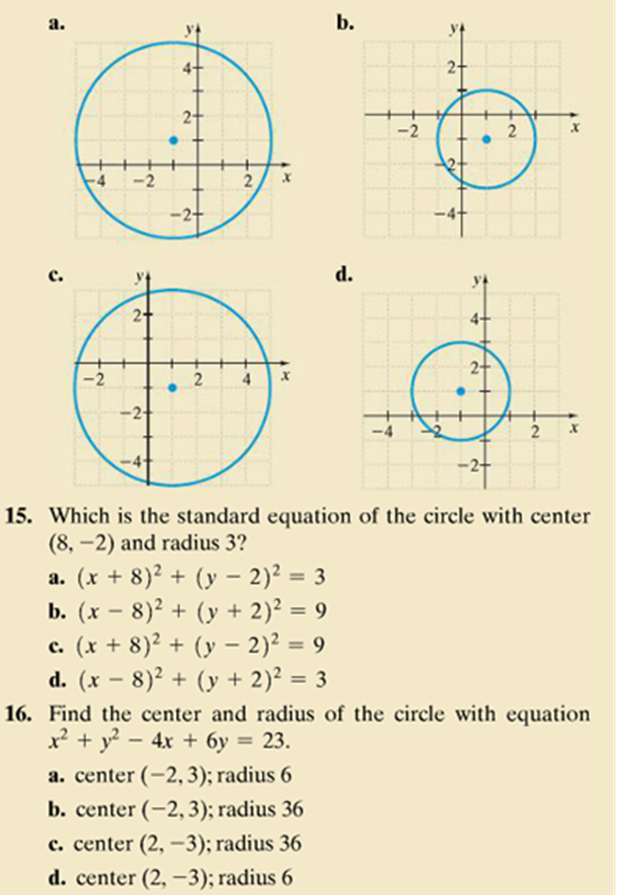 a.
y
4
2
-4 -2 2 x
-2
b.
y
2
-2 2 x
-2
-4
c.
y
2
-2 2 4 x
-2
-4
d.
y
4
2
-4 -2 2 x
-2
15. Which is the standard equation of the circle with center
(8, −2) and radius 3?
a. (x + 8)² + (y − 2)² = 3
b. (x − 8)² + (y + 2)² = 9
c. (x + 8)² + (y − 2)² = 9
d. (x − 8)² + (y + 2)² = 3
16. Find the center and radius of the circle with equation
x² + y² − 4x + 6y = 23.
a. center (−2, 3); radius 6
b. center (−2, 3); radius 36
c. center (2, −3); radius 36
d. center (2, −3); radius 6